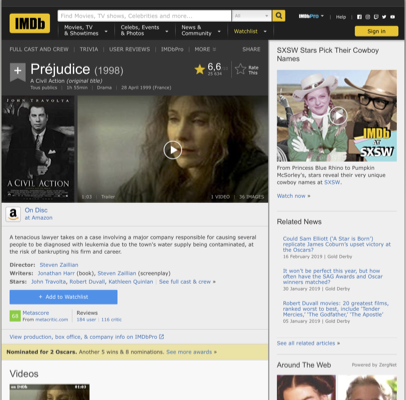 IMDb
Find Movies, TV shows, Celebrities and more...
All
IMDbPro
Help
Movies, TV & Showtimes
Celebs, Events & Photos
News & Community
Watchlist
Sign in
FULL CAST AND CREW | TRIVIA | USER REVIEWS | IMDbPro | MORE
SHARE
Préjudice (1998)
A Civil Action (original title)
Tous publics | 1h 55min | Drama | 28 April 1999 (France)
6,6
Rate This
JOHN TRAVOLTA
A CIVIL ACTION
1:03 | Trailer
1 VIDEO | 36 IMAGES
On Disc
at Amazon
A tenacious lawyer takes on a case involving a major company responsible for causing several
people to be diagnosed with leukemia due to the town's water supply being contaminated, at
the risk of bankrupting his firm and career.
Director: Steven Zaillian
Writers: Jonathan Harr (book), Steven Zaillian (screenplay)
Stars: John Travolta, Robert Duvall, Kathleen Quinlan | See full cast & crew »
+ Add to Watchlist
Metascore
From metacritic.com
Reviews
184 user | 116 critic
View production, box office, & company info on IMDbPro
Nominated for 2 Oscars. Another 5 wins & 8 nominations. See more awards »
Videos
SXSW Stars Pick Their Cowboy
Names
IMDb
at
SXSW
From Princess Blue Rhino to Pumpkin
McSorley's, stars reveal their very
unique cowboy names at SXSW.
Watch now »
Related News
Could Sam Elliott ('A Star is Born')
replicate James Coburn's upset victory at
the Oscars?
16 February 2019 | Gold Derby
It won't be perfect this year, but how
often have the SAG Awards and Oscar
winners matched?
30 January 2019 | Gold Derby
Robert Duvall movies: 20 greatest films,
ranked worst to best, include 'Tender
Mercies,' 'The Godfather,' 'The Apostle'
05 January 2019 | Gold Derby
See all related articles »
Around The Web
Powered by ZergNet